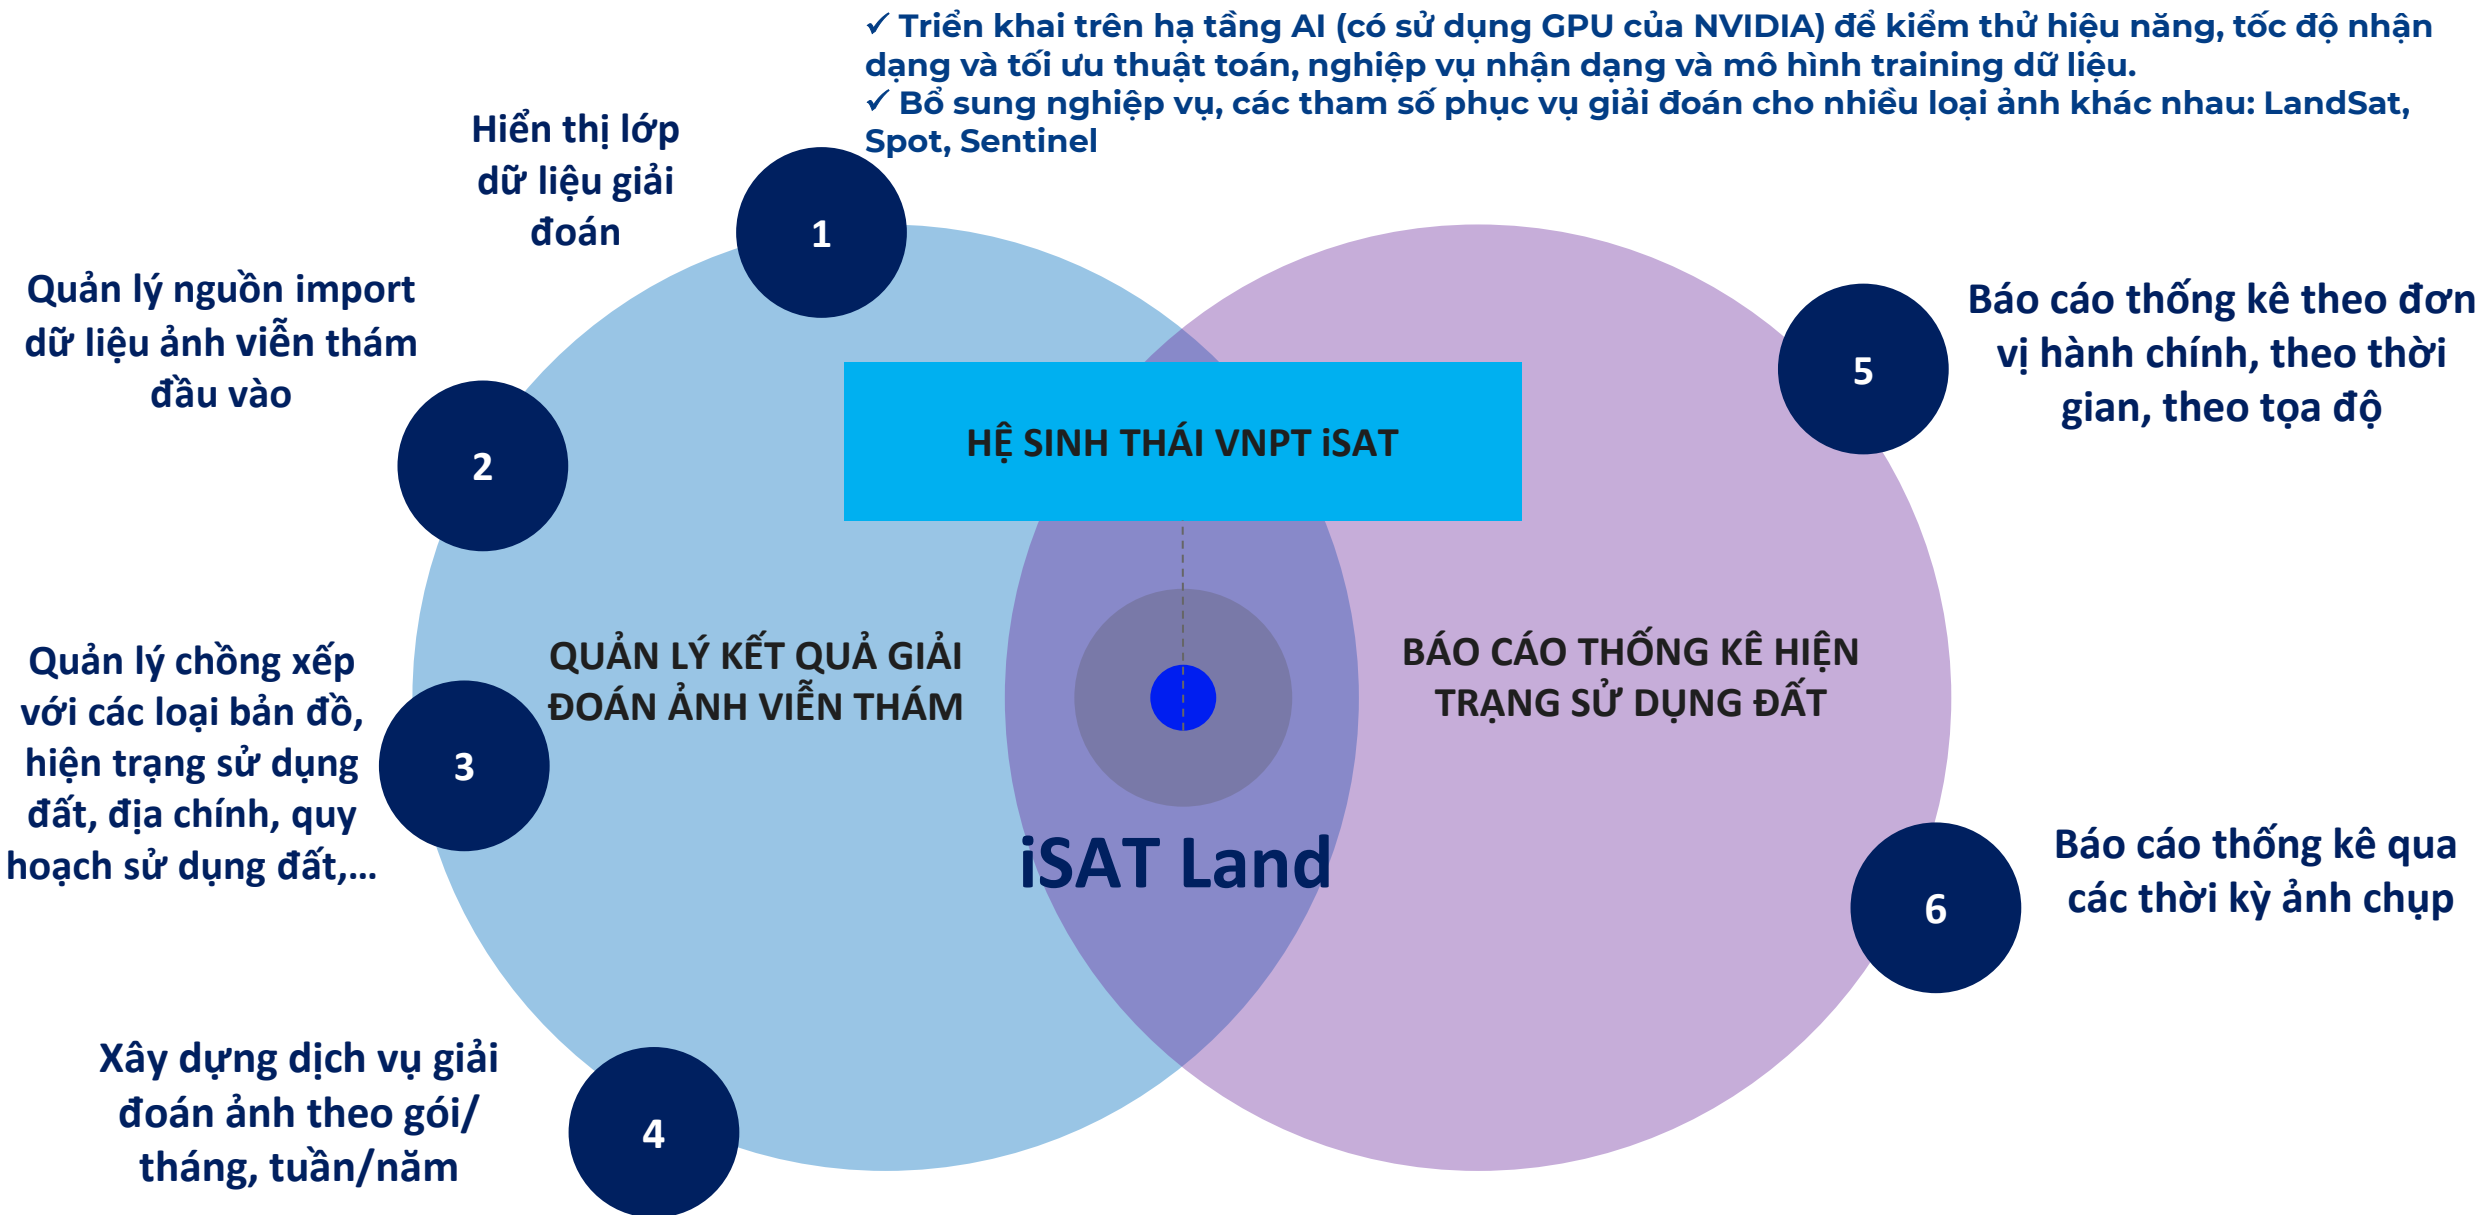 ✓ Triển khai trên hạ tầng AI (có sử dụng GPU của NVIDIA) để kiểm thử hiệu năng, tốc độ nhận
dạng và tối ưu thuật toán, nghiệp vụ nhận dạng và mô hình training dữ liệu.
✓ Bổ sung nghiệp vụ, các tham số phục vụ giải đoán cho nhiều loại ảnh khác nhau: LandSat,
Spot, Sentinel
Hiển thị lớp
dữ liệu giải
đoán
1
Quản lý nguồn import
dữ liệu ảnh viễn thám
đầu vào
2
Quản lý chồng xếp
với các loại bản đồ,
hiện trạng sử dụng
đất, địa chính, quy
hoạch sử dụng đất,...
3
Xây dựng dịch vụ giải
đoán ảnh theo gói/
tháng, tuần/năm
4
HỆ SINH THÁI VNPT iSAT
QUẢN LÝ KẾT QUẢ GIẢI
ĐOÁN ẢNH VIỄN THÁM
iSAT Land
BÁO CÁO THỐNG KÊ HIỆN
TRẠNG SỬ DỤNG ĐẤT
5
Báo cáo thống kê theo đơn
vị hành chính, theo thời
gian, theo tọa độ
6
Báo cáo thống kê qua
các thời kỳ ảnh chụp